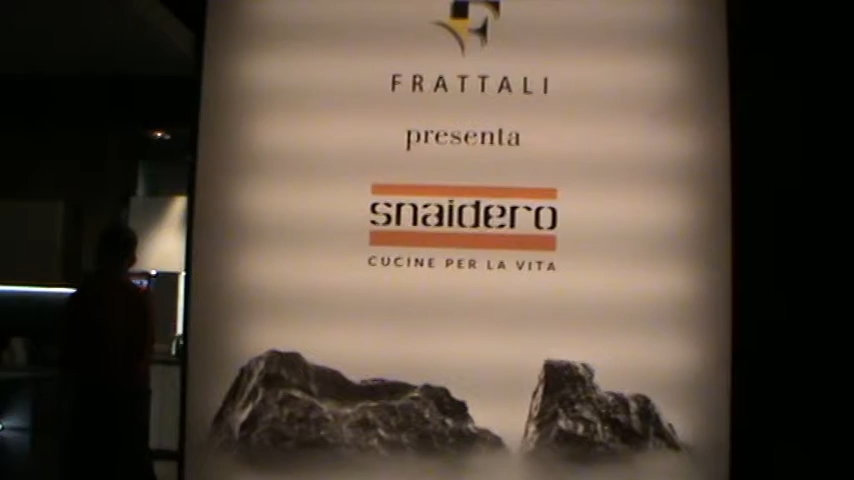 F
FRATTALI
presenta
snaidero
CUCINE PER LA VITA